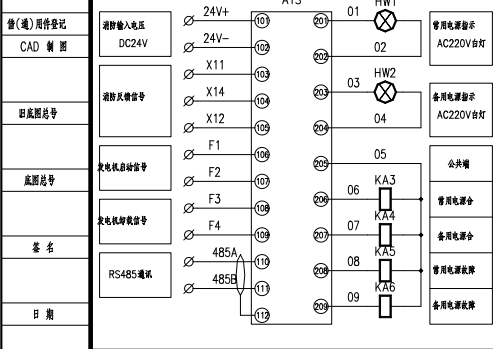 借(通)用件登记
CAD 制 图
旧底图总号
底图总号
签 名
日 期
消防输入电压
DC24V
消防反馈信号
发电机启动信号
发电机卸载信号
RS485通讯
24V+
24V-
X11
X14
X12
F1
F2
F3
F4
485A
485B
101
102
103
104
105
106
107
108
109
110
111
112
201
202
203
204
205
206
207
208
209
01
HW1
02
03
HW2
04
05
06
KA3
07
KA4
08
KA5
09
KA6
常用电源指示
AC220V台灯
备用电源指示
AC220V台灯
公共端
常用电源合
备用电源合
常用电源故障
备用电源故障